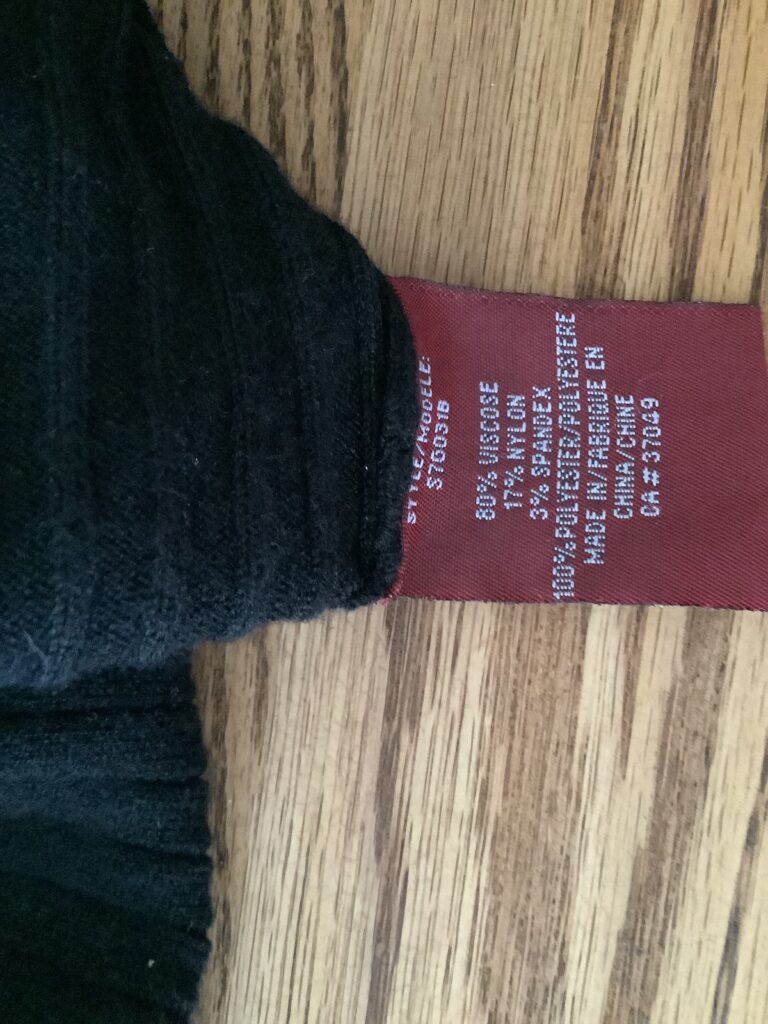 STYLE/MODELE:
S70031B
80% VISCOSE
17% NYLON
3% SPANDEX
100% POLYESTER/POLYESTERE
MADE IN/FABRIQUE EN
CHINA/CHINE
CA # 37049